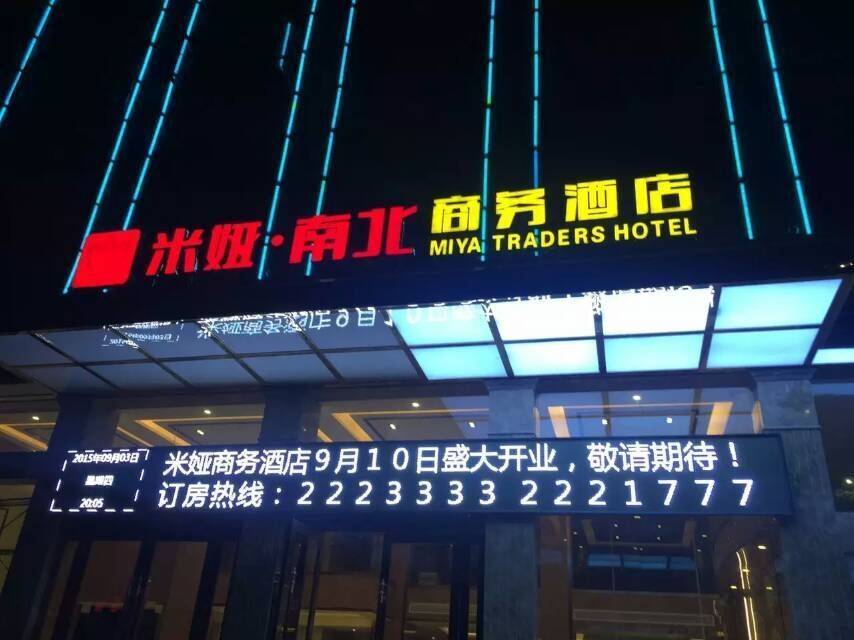 米娅·南北 商务酒店
MIYA TRADERS HOTEL
2015年09月03日
星期四
20:05
米娅商务酒店9月10日盛大开业，敬请期待！
订房热线：2223333 2221777